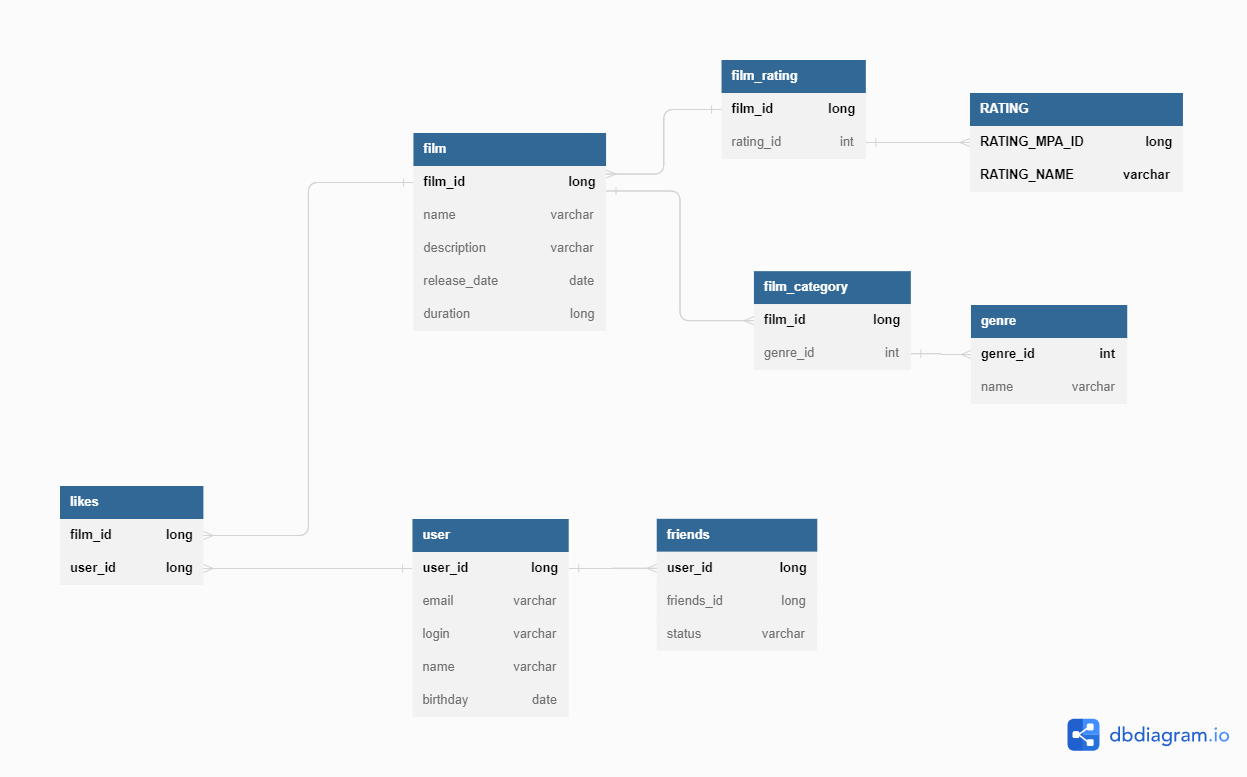 film_rating
film_id long
rating_id int
RATING
RATING_MPA_ID long
RATING_NAME varchar
film
film_id long
name varchar
description varchar
release_date date
duration long
film_category
film_id long
genre_id int
genre
genre_id int
name varchar
likes
film_id long
user_id long
user
user_id long
email varchar
login varchar
name varchar
birthday date
friends
user_id long
friends_id long
status varchar
dbdiagram.io